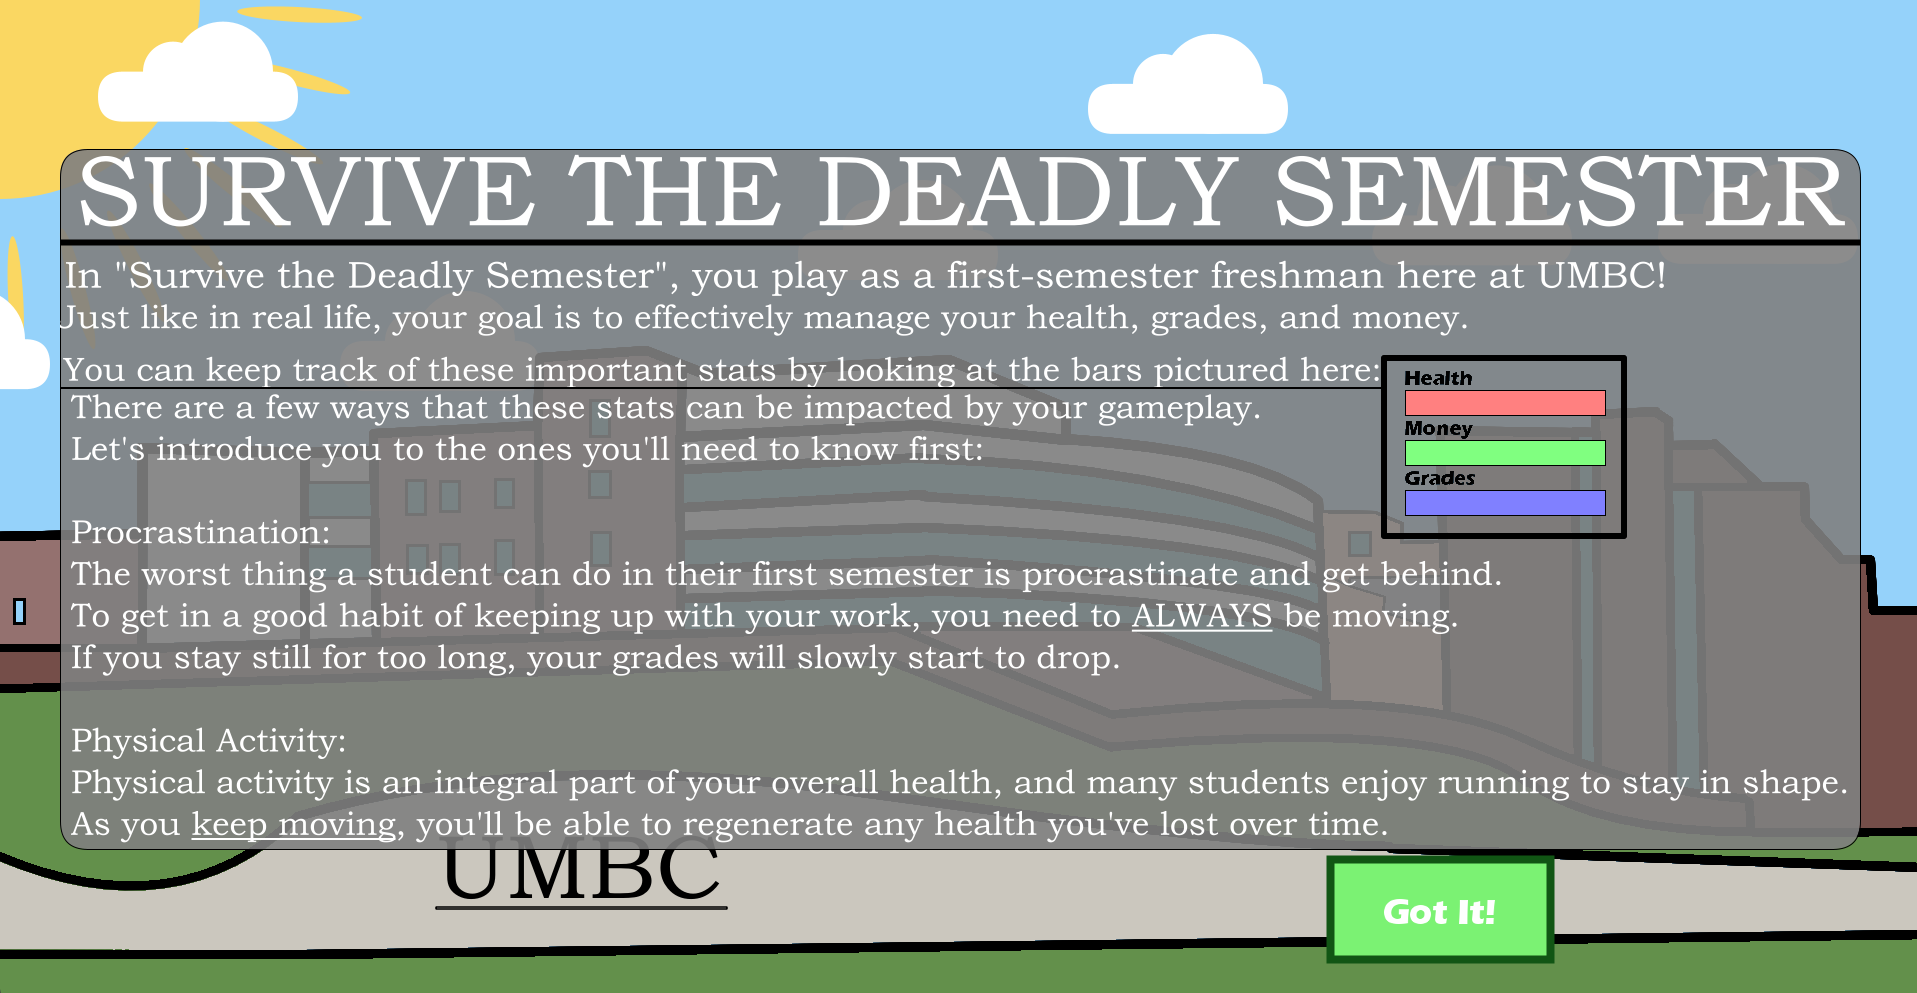 SURVIVE THE DEADLY SEMESTER
In "Survive the Deadly Semester", you play as a first-semester freshman here at UMBC!
Just like in real life, your goal is to effectively manage your health, grades, and money.
You can keep track of these important stats by looking at the bars pictured here:
Health
Money
Grades
There are a few ways that these stats can be impacted by your gameplay.
Let's introduce you to the ones you'll need to know first:
Procrastination:
The worst thing a student can do in their first semester is procrastinate and get behind.
To get in a good habit of keeping up with your work, you need to ALWAYS be moving.
If you stay still for too long, your grades will slowly start to drop.
Physical Activity:
Physical activity is an integral part of your overall health, and many students enjoy running to stay in shape.
As you keep moving, you'll be able to regenerate any health you've lost over time.
UMBC
Got It!